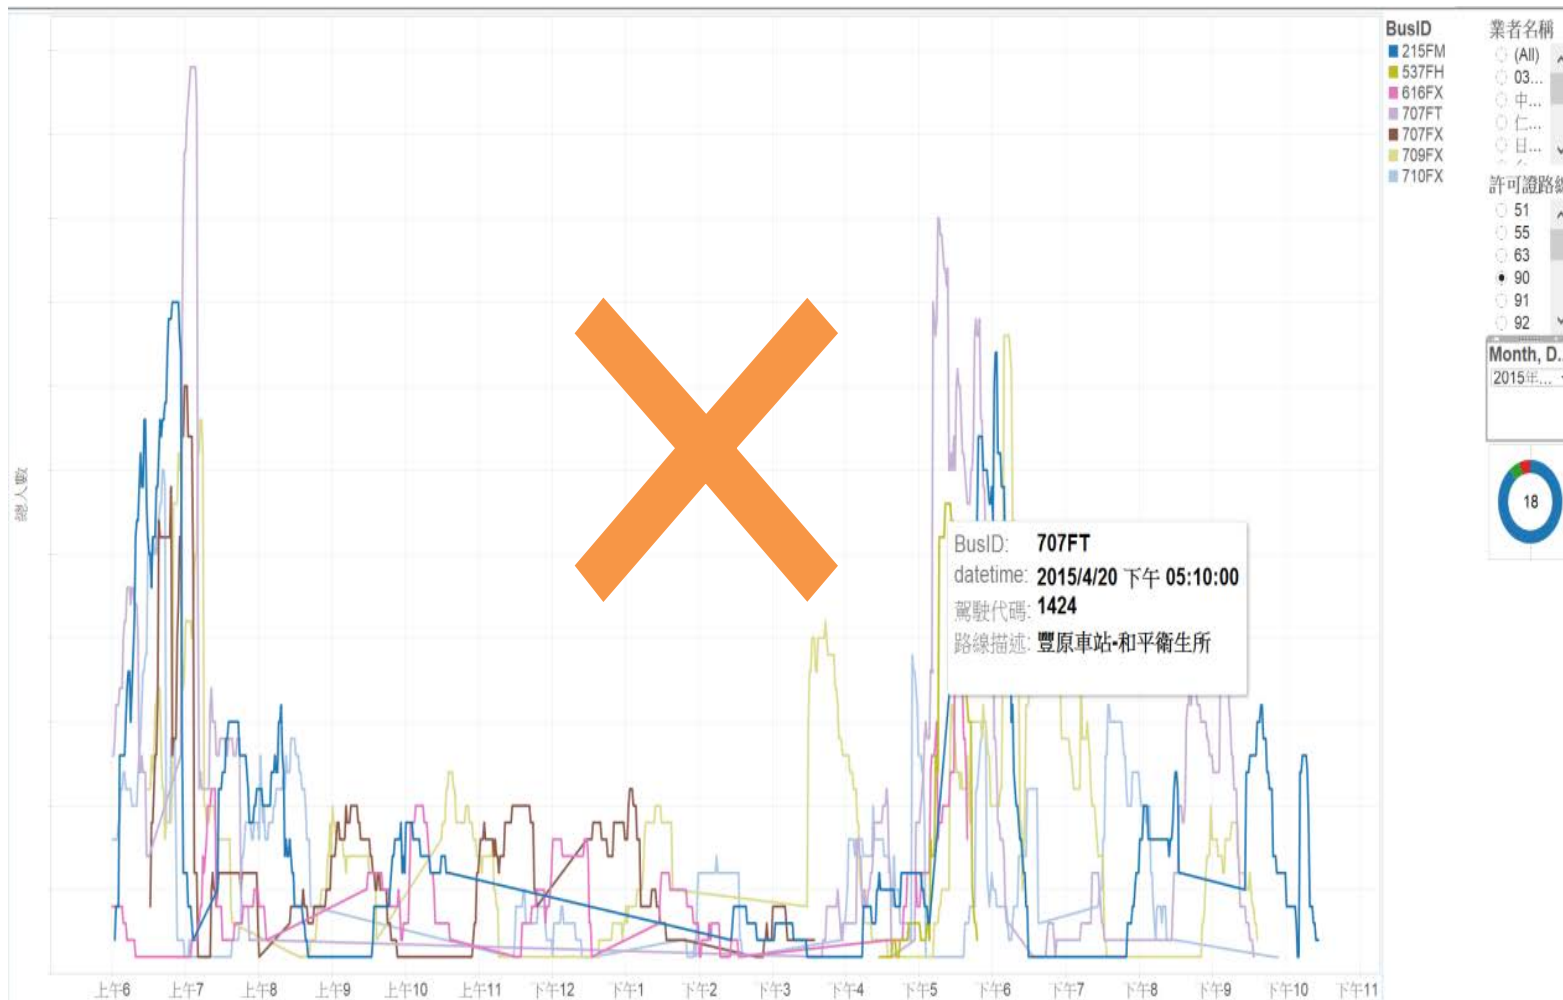 BusID
215FM
537FH
616FX
707FT
707FX
709FX
710FX
業者名稱
(All)
03...
中...
仁...
日...
許可證路線
51
55
63
90
91
92
Month, D..
2015年...
18
總人數
BusID: 707FT
datetime: 2015/4/20 下午 05:10:00
駕駛代碼: 1424
路線描述: 豐原車站-和平衛生所
上午6 上午7 上午8 上午9 上午10 上午11 下午12 下午1 下午2 下午3 下午4 下午5 下午6 下午7 下午8 下午9 下午10 下午11